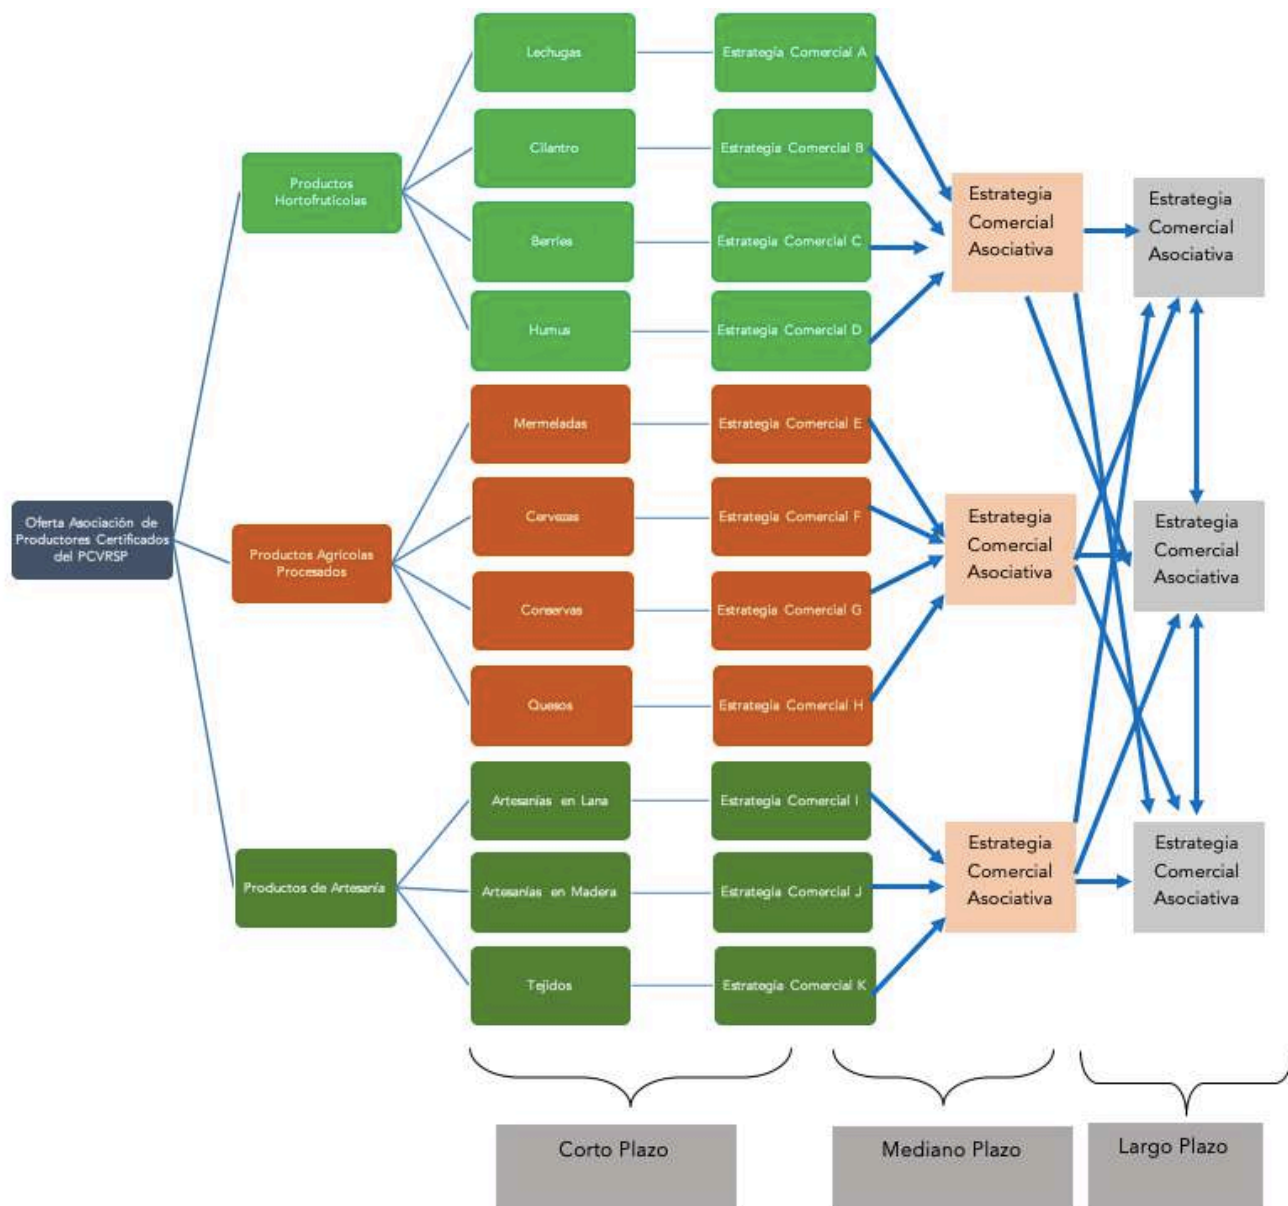 Oferta Asociación de
Productores Certificados
del PCVRSP
Productos
Hortofrutícolas
Lechugas
Estrategia Comercial A
Cilantro
Estrategia Comercial B
Berries
Estrategia Comercial C
Humus
Estrategia Comercial D
Estrategia
Comercial
Asociativa
Estrategia
Comercial
Asociativa
Productos Agrícolas
Procesados
Mermeladas
Estrategia Comercial E
Cervezas
Estrategia Comercial F
Conservas
Estrategia Comercial G
Quesos
Estrategia Comercial H
Estrategia
Comercial
Asociativa
Estrategia
Comercial
Asociativa
Productos de Artesanía
Artesanías en Lana
Estrategia Comercial I
Artesanías en Madera
Estrategia Comercial J
Tejidos
Estrategia Comercial K
Estrategia
Comercial
Asociativa
Estrategia
Comercial
Asociativa
Corto Plazo
Mediano Plazo
Largo Plazo